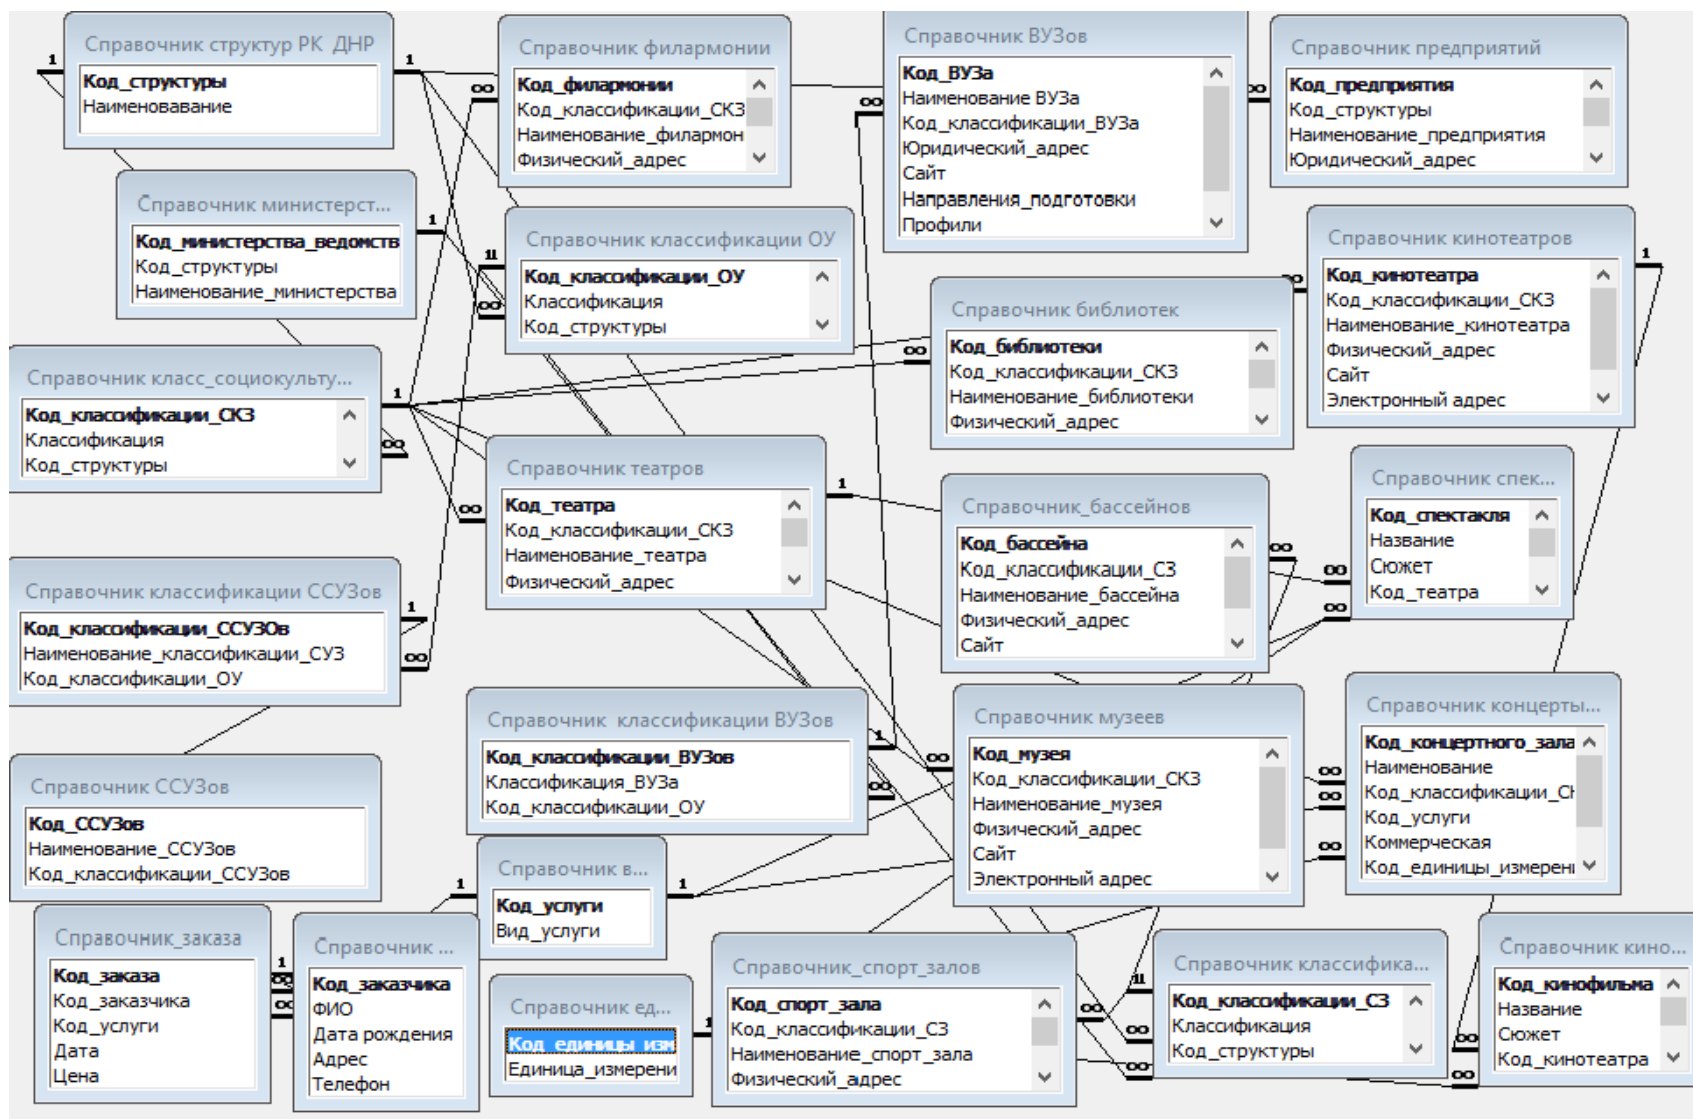 Справочник структур РК ДНР
Код_структуры
Наименовавание
Справочник филармонии
Код_филармонии
Код_классификации_СКЗ
Наименование_филармон
Физический_адрес
Справочник ВУЗов
Код_ВУЗа
Наименование ВУЗа
Код_классификации_ВУЗа
Юридический_адрес
Сайт
Направления_подготовки
Профили
Справочник предприятий
Код_предприятия
Код_структуры
Наименование_предприятия
Юридический_адрес
Справочник министерст...
Код_министерства_ведомств
Код_структуры
Наименование_министерства
Справочник классификации ОУ
Код_классификации_ОУ
Классификация
Код_структуры
Справочник кинотеатров
Код_кинотеатра
Код_классификации_СКЗ
Наименование_кинотеатра
Физический_адрес
Сайт
Электронный адрес
Справочник библиотек
Код_библиотеки
Код_классификации_СКЗ
Наименование_библиотеки
Физический_адрес
Справочник класс_социокульту...
Код_классификации_СКЗ
Классификация
Код_структуры
Справочник театров
Код_театра
Код_классификации_СКЗ
Наименование_театра
Физический_адрес
Справочник_бассейнов
Код_бассейна
Код_классификации_СЗ
Наименование_бассейна
Физический_адрес
Сайт
Справочник спек...
Код_спектакля
Название
Сюжет
Код_театра
Справочник классификации ССУЗов
Код_классификации_ССУЗОв
Наименование_классификации_СУЗ
Код_классификации_ОУ
Справочник классификации ВУЗов
Код_классификации_ВУЗов
Классификация_ВУЗа
Код_классификации_ОУ
Справочник музеев
Код_музея
Код_классификации_СКЗ
Наименование_музея
Физический_адрес
Сайт
Электронный адрес
Справочник концерты...
Код_концертного_зала
Наименование
Код_классификации_СК
Код_услуги
Коммерческая
Код_единицы_измерени
Справочник ССУЗов
Код_ССУЗов
Наименование_ССУЗов
Код_классификации_ССУЗов
Справочник в...
Код_услуги
Вид_услуги
Справочник_заказа
Код_заказа
Код_заказчика
Код_услуги
Дата
Цена
Справочник ...
Код_заказчика
ФИО
Дата рождения
Адрес
Телефон
Справочник ед...
Код_единицы_изм
Единица_измерени
Справочник_спорт_залов
Код_спорт_зала
Код_классификации_СЗ
Наименование_спорт_зала
Физический_адрес
Справочник классифика...
Код_классификации_СЗ
Классификация
Код_структуры
Справочник кино...
Код_кинофильма
Название
Сюжет
Код_кинотеатра